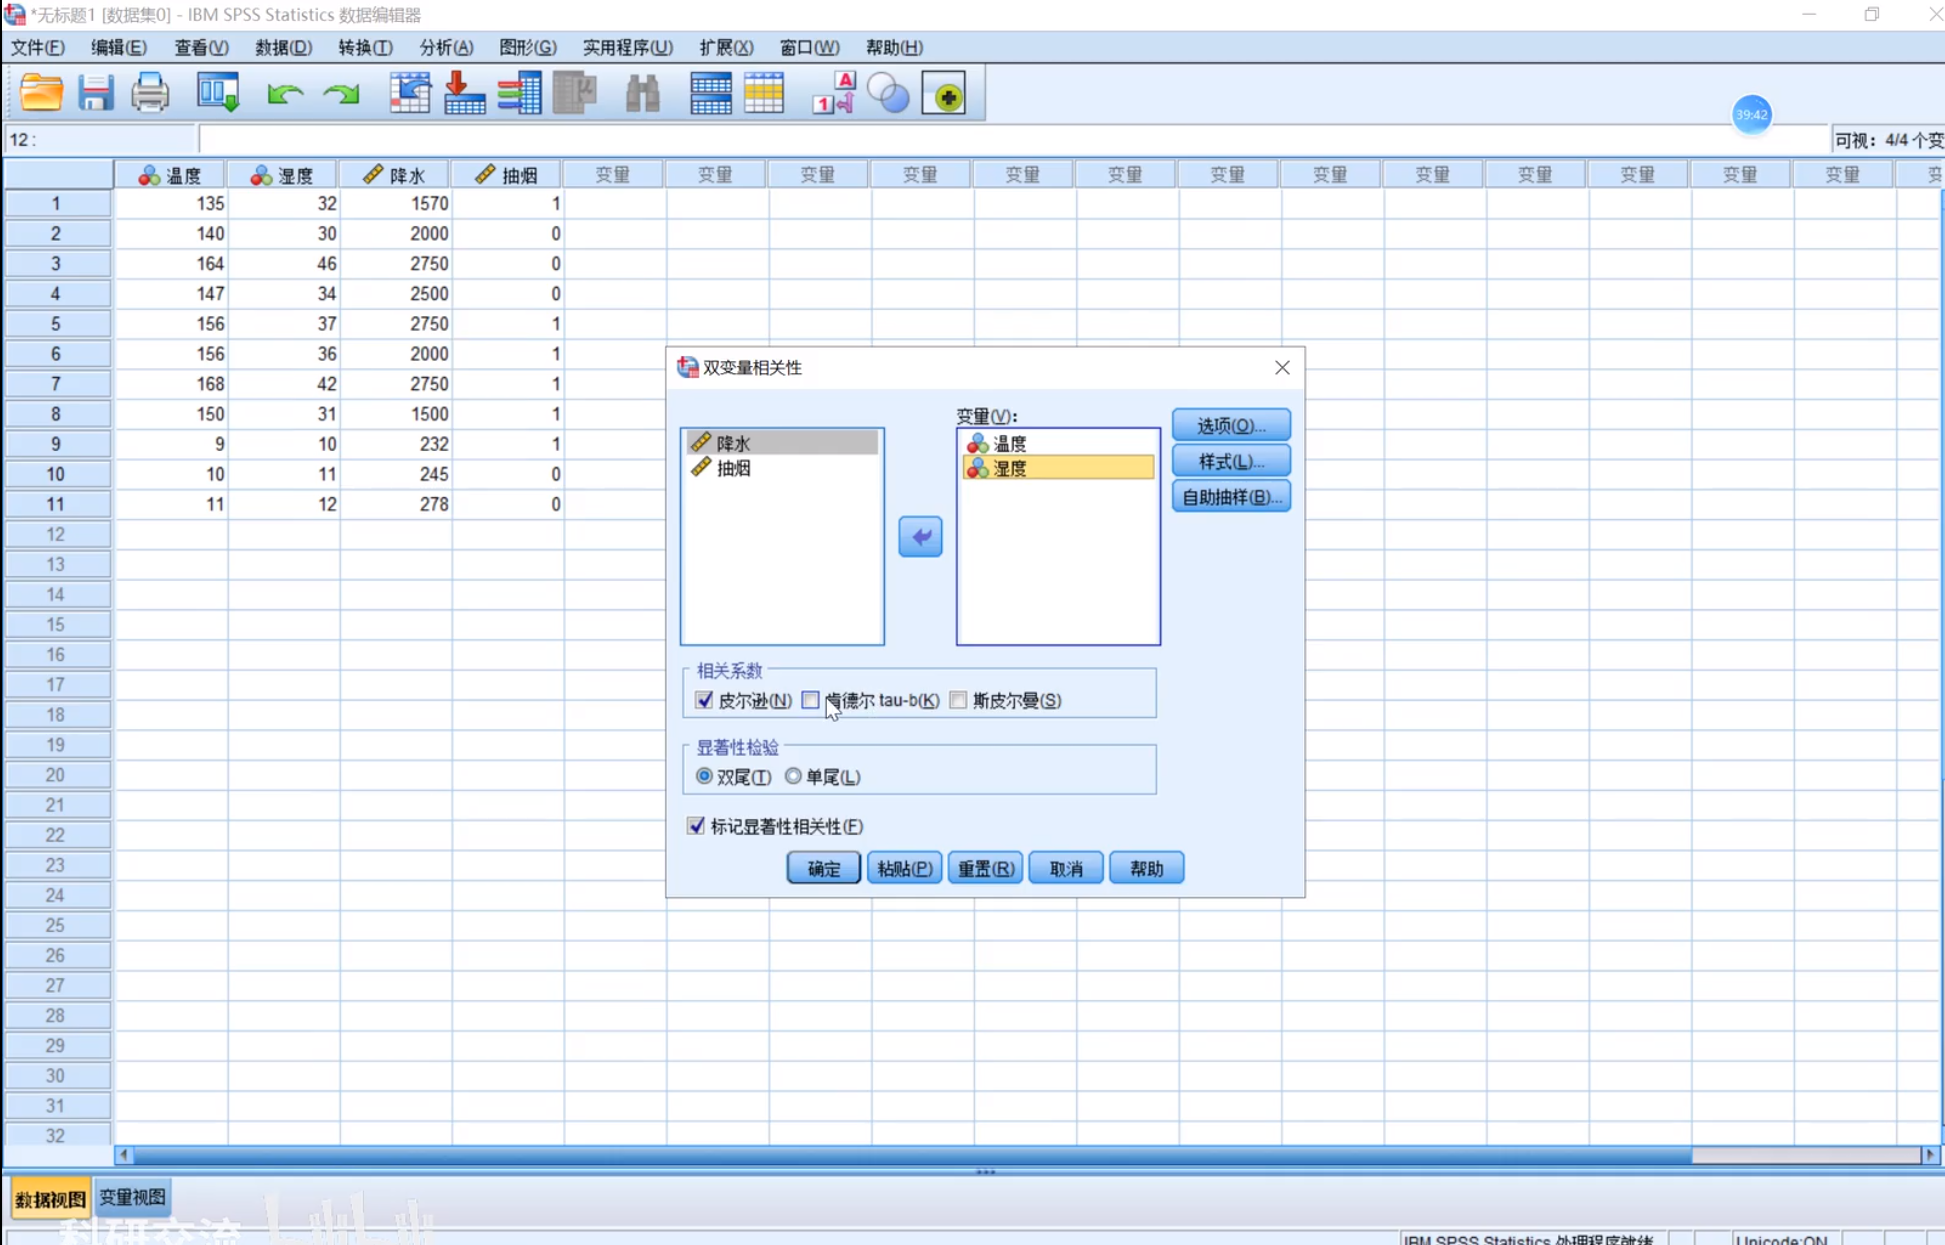 *无标题1 [数据集0] - IBM SPSS Statistics 数据编辑器
文件(F) 编辑(E) 查看(V) 数据(D) 转换(T) 分析(A) 图形(G) 实用程序(U) 扩展(X) 窗口(W) 帮助(H)
39:42
12 :
可视: 4/4 个变
温度 湿度 降水 抽烟 变量 变量 变量 变量 变量 变量 变量 变量 变量 变量 变量 变量 变量
1 135 32 1570 1
2 140 30 2000 0
3 164 46 2750 0
4 147 34 2500 0
5 156 37 2750 1
6 156 36 2000 1
7 168 42 2750 1
8 150 31 1500 1
9 9 10 232 1
10 10 11 245 0
11 11 12 278 0
12
13
14
15
16
17
18
19
20
21
22
23
24
25
26
27
28
29
30
31
32
双变量相关性
变量(V):
降水
抽烟
温度
湿度
选项(O)...
样式(L)...
自助抽样(B)...
相关系数
皮尔逊(N) 肯德尔 tau-b(K) 斯皮尔曼(S)
显著性检验
双尾(T) 单尾(L)
标记显著性相关性(F)
确定 粘贴(P) 重置(R) 取消 帮助
数据视图 变量视图
科研交流
IBM SPSS Statistics 处理程序就绪 Unicode:ON